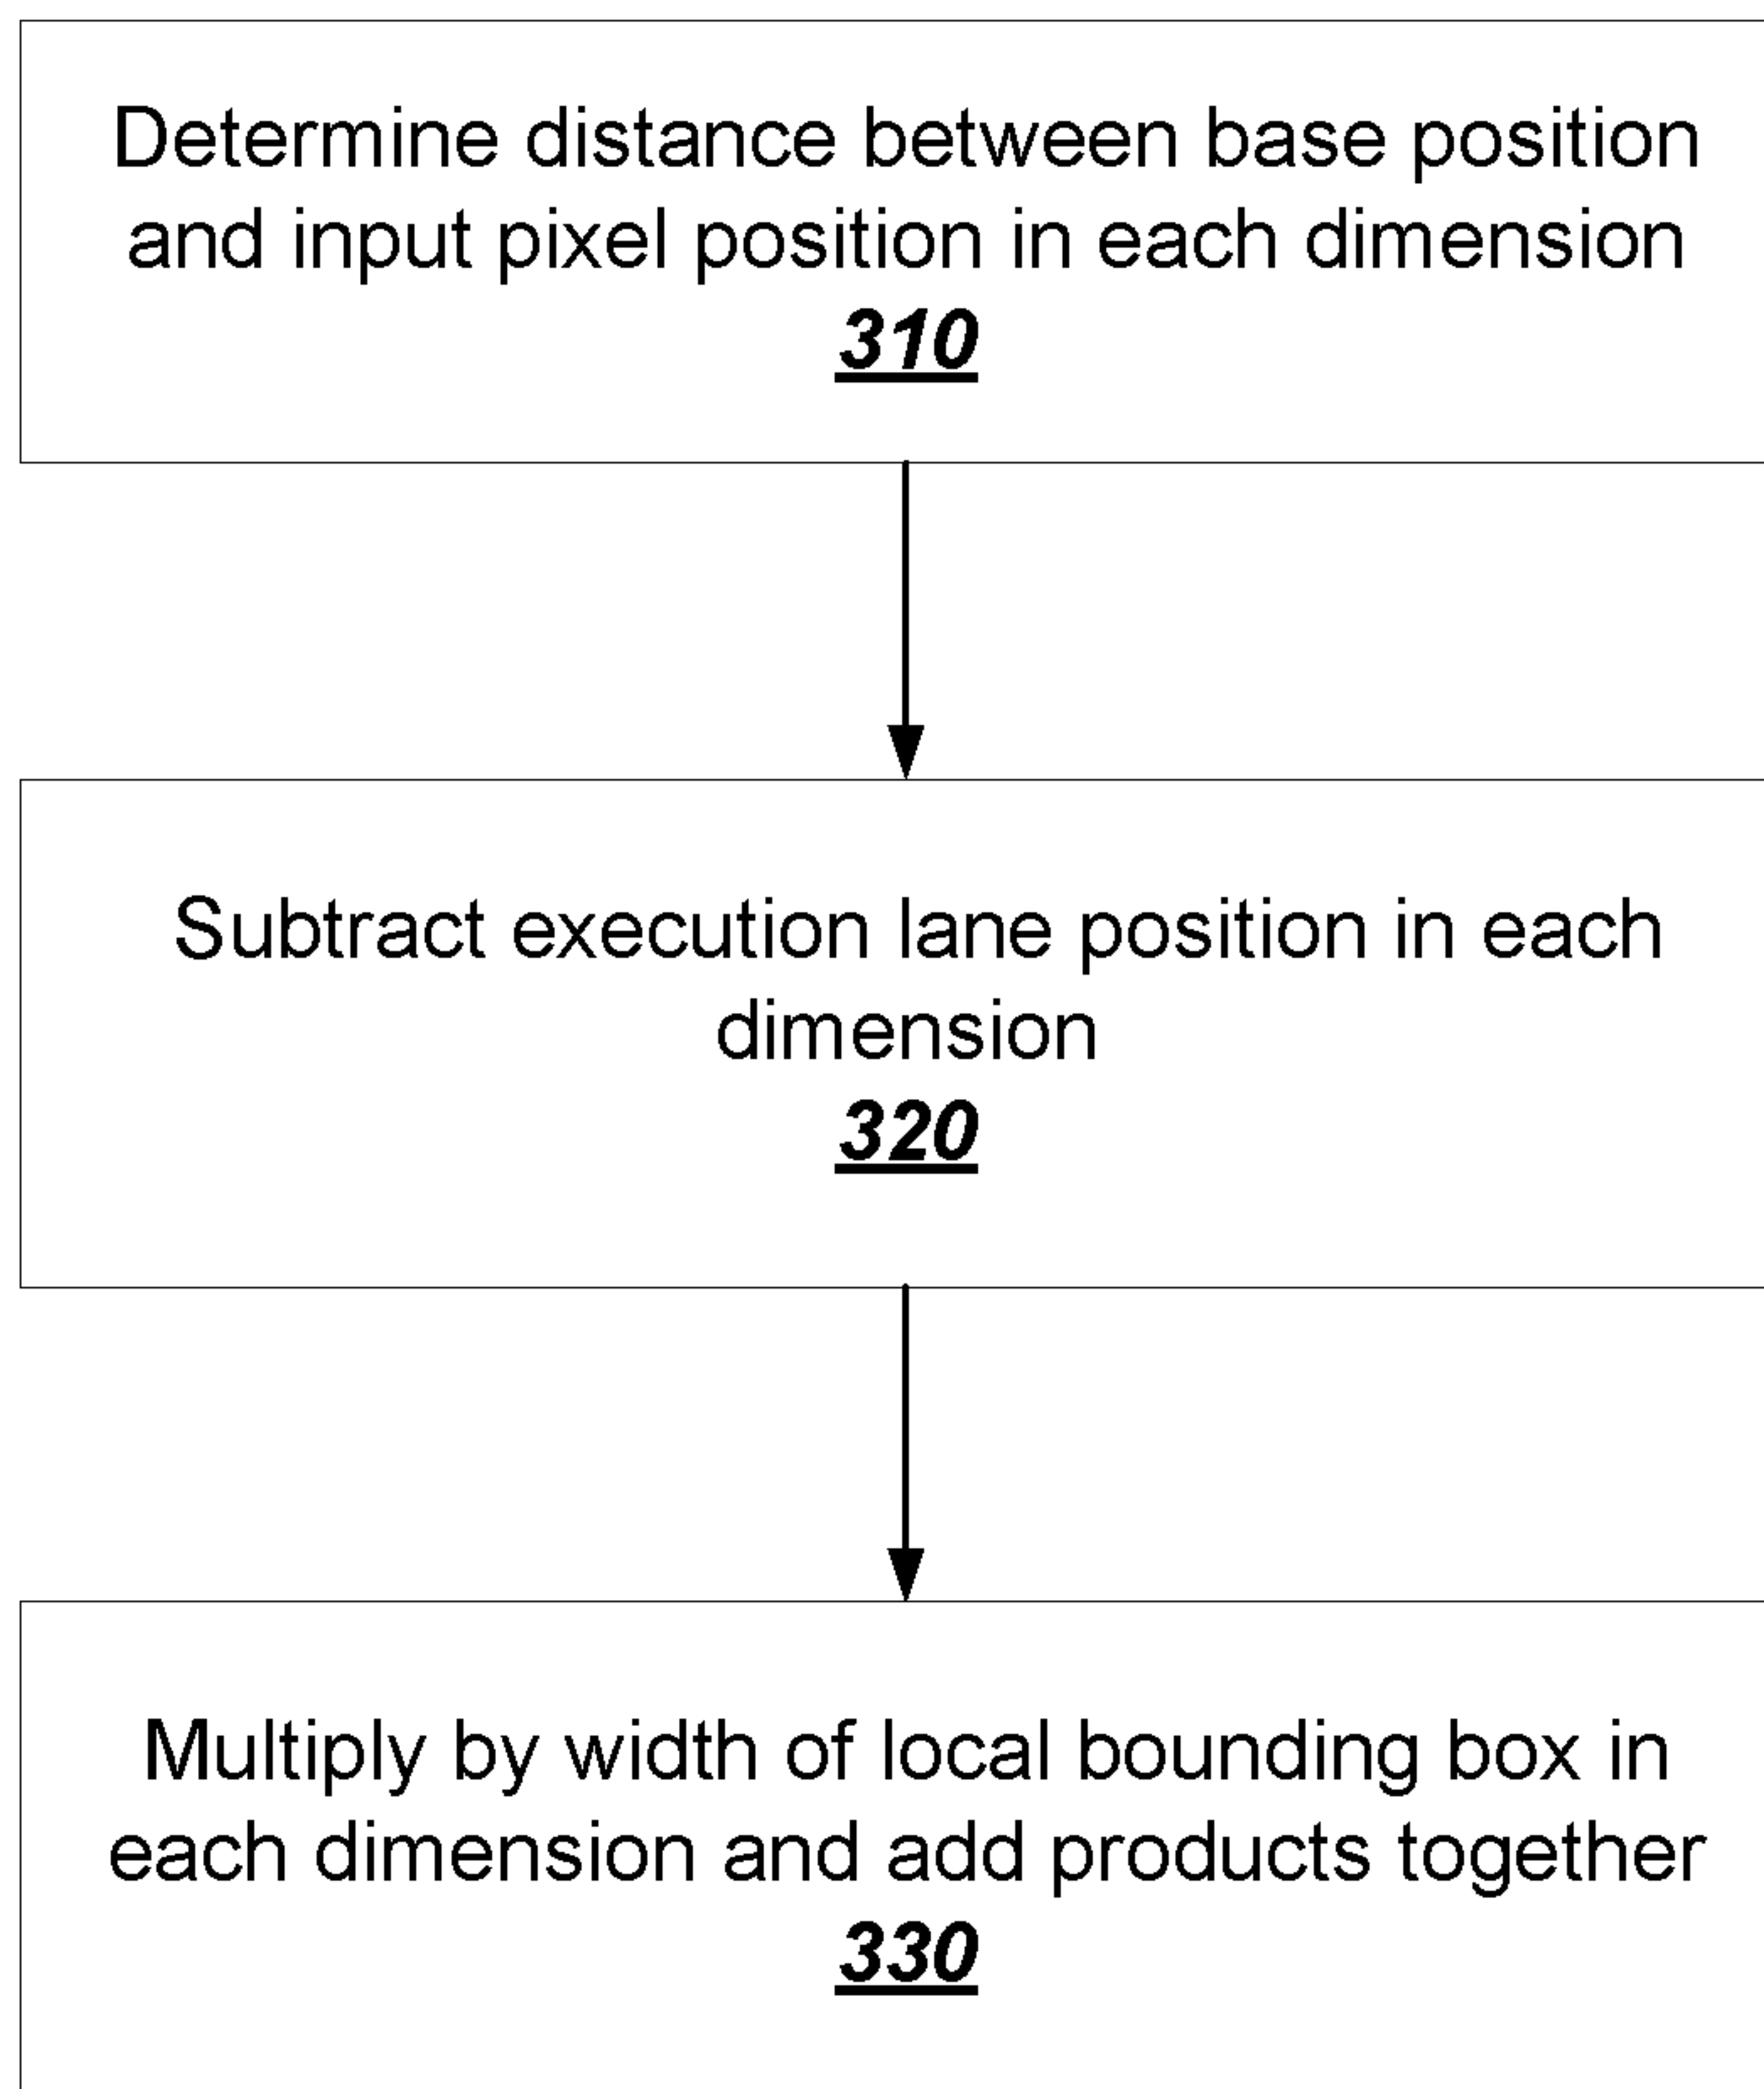 Determine distance between base position
and input pixel position in each dimension
310
Subtract execution lane position in each
dimension
320
Multiply by width of local bounding box in
each dimension and add products together
330